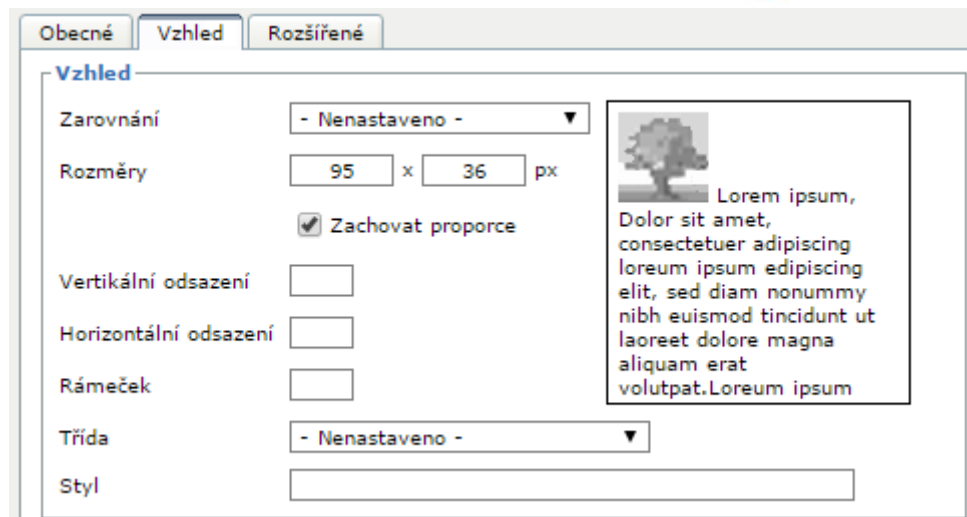 Obecné Vzhled Rozšířené
Vzhled
Zarovnání - Nenastaveno -
Rozměry 95 x 36 px
Zachovat proporce
Vertikální odsazení
Horizontální odsazení
Rámeček
Třída - Nenastaveno -
Styl
Lorem ipsum,
Dolor sit amet,
consectetuer adipiscing
loreum ipsum edipiscing
elit, sed diam nonummy
nibh euismod tincidunt ut
laoreet dolore magna
aliquam erat
volutpat.Loreum ipsum